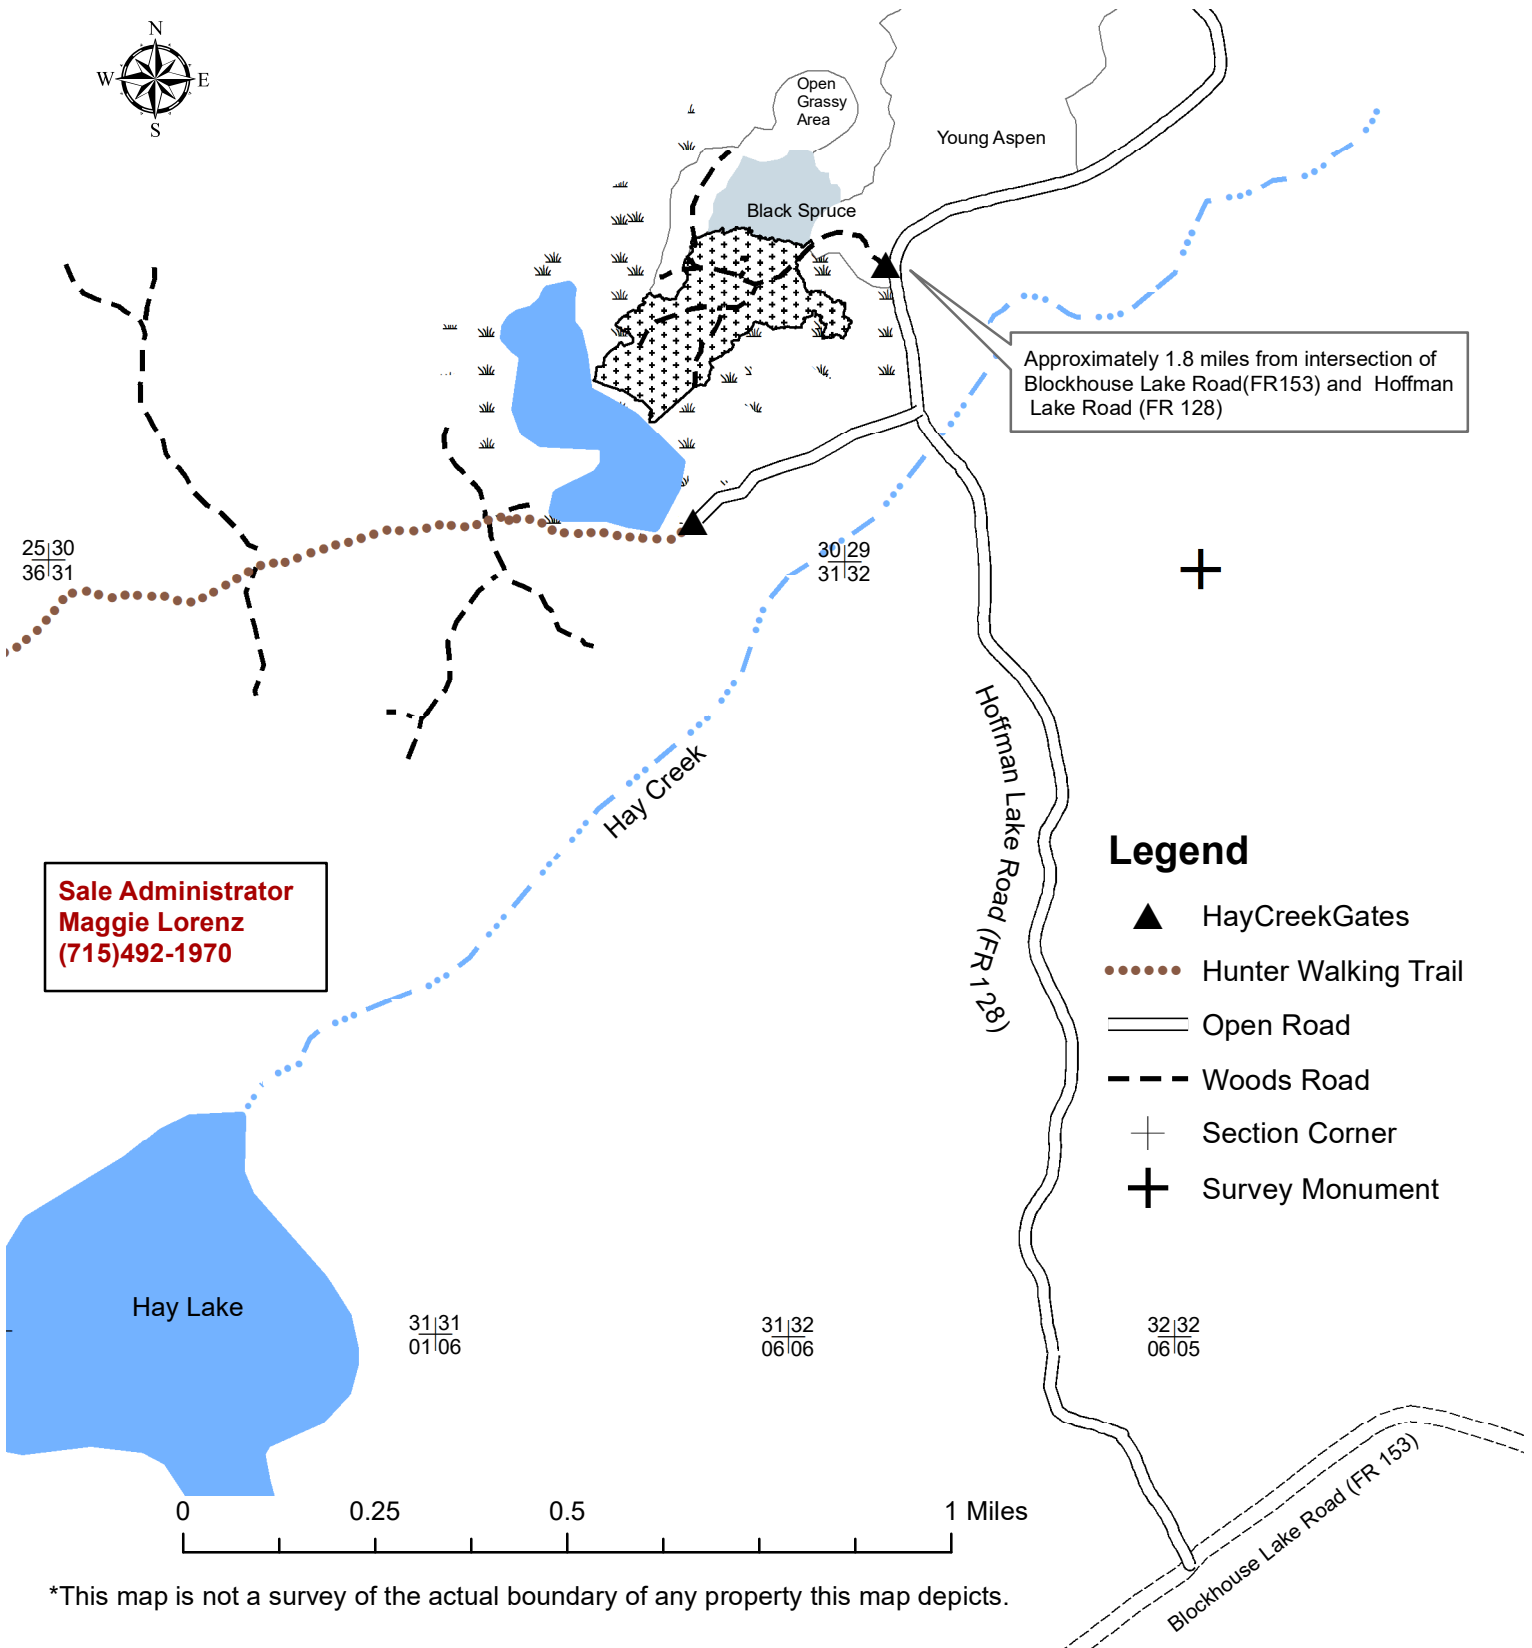 N
W E
S
Open
Grassy
Area
Young Aspen
Black Spruce
Approximately 1.8 miles from intersection of
Blockhouse Lake Road(FR153) and Hoffman
Lake Road (FR 128)
25 30
36 31
30 29
31 32
Hoffman Lake Road (FR 128)
Hay Creek
Sale Administrator
Maggie Lorenz
(715)492-1970
Legend
HayCreekGates
Hunter Walking Trail
Open Road
Woods Road
Section Corner
Survey Monument
Hay Lake
31 31
01 06
31 32
06 06
32 32
06 05
Blockhouse Lake Road (FR 153)
0 0.25 0.5 1 Miles
*This map is not a survey of the actual boundary of any property this map depicts.